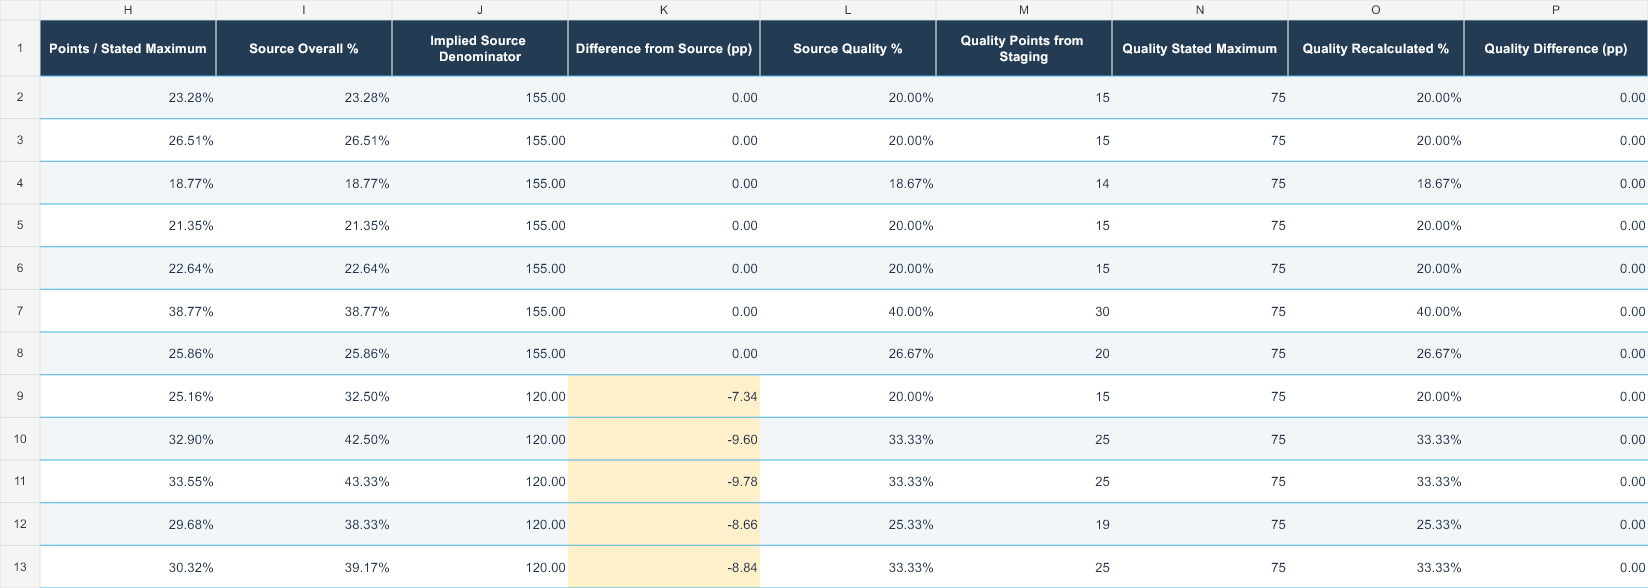 H I J K L M N O P
1 Points / Stated Maximum Source Overall % Implied Source Denominator Difference from Source (pp) Source Quality % Quality Points from Staging Quality Stated Maximum Quality Recalculated % Quality Difference (pp)
2 23.28% 23.28% 155.00 0.00 20.00% 15 75 20.00% 0.00
3 26.51% 26.51% 155.00 0.00 20.00% 15 75 20.00% 0.00
4 18.77% 18.77% 155.00 0.00 18.67% 14 75 18.67% 0.00
5 21.35% 21.35% 155.00 0.00 20.00% 15 75 20.00% 0.00
6 22.64% 22.64% 155.00 0.00 20.00% 15 75 20.00% 0.00
7 38.77% 38.77% 155.00 0.00 40.00% 30 75 40.00% 0.00
8 25.86% 25.86% 155.00 0.00 26.67% 20 75 26.67% 0.00
9 25.16% 32.50% 120.00 -7.34 20.00% 15 75 20.00% 0.00
10 32.90% 42.50% 120.00 -9.60 33.33% 25 75 33.33% 0.00
11 33.55% 43.33% 120.00 -9.78 33.33% 25 75 33.33% 0.00
12 29.68% 38.33% 120.00 -8.66 25.33% 19 75 25.33% 0.00
13 30.32% 39.17% 120.00 -8.84 33.33% 25 75 33.33% 0.00